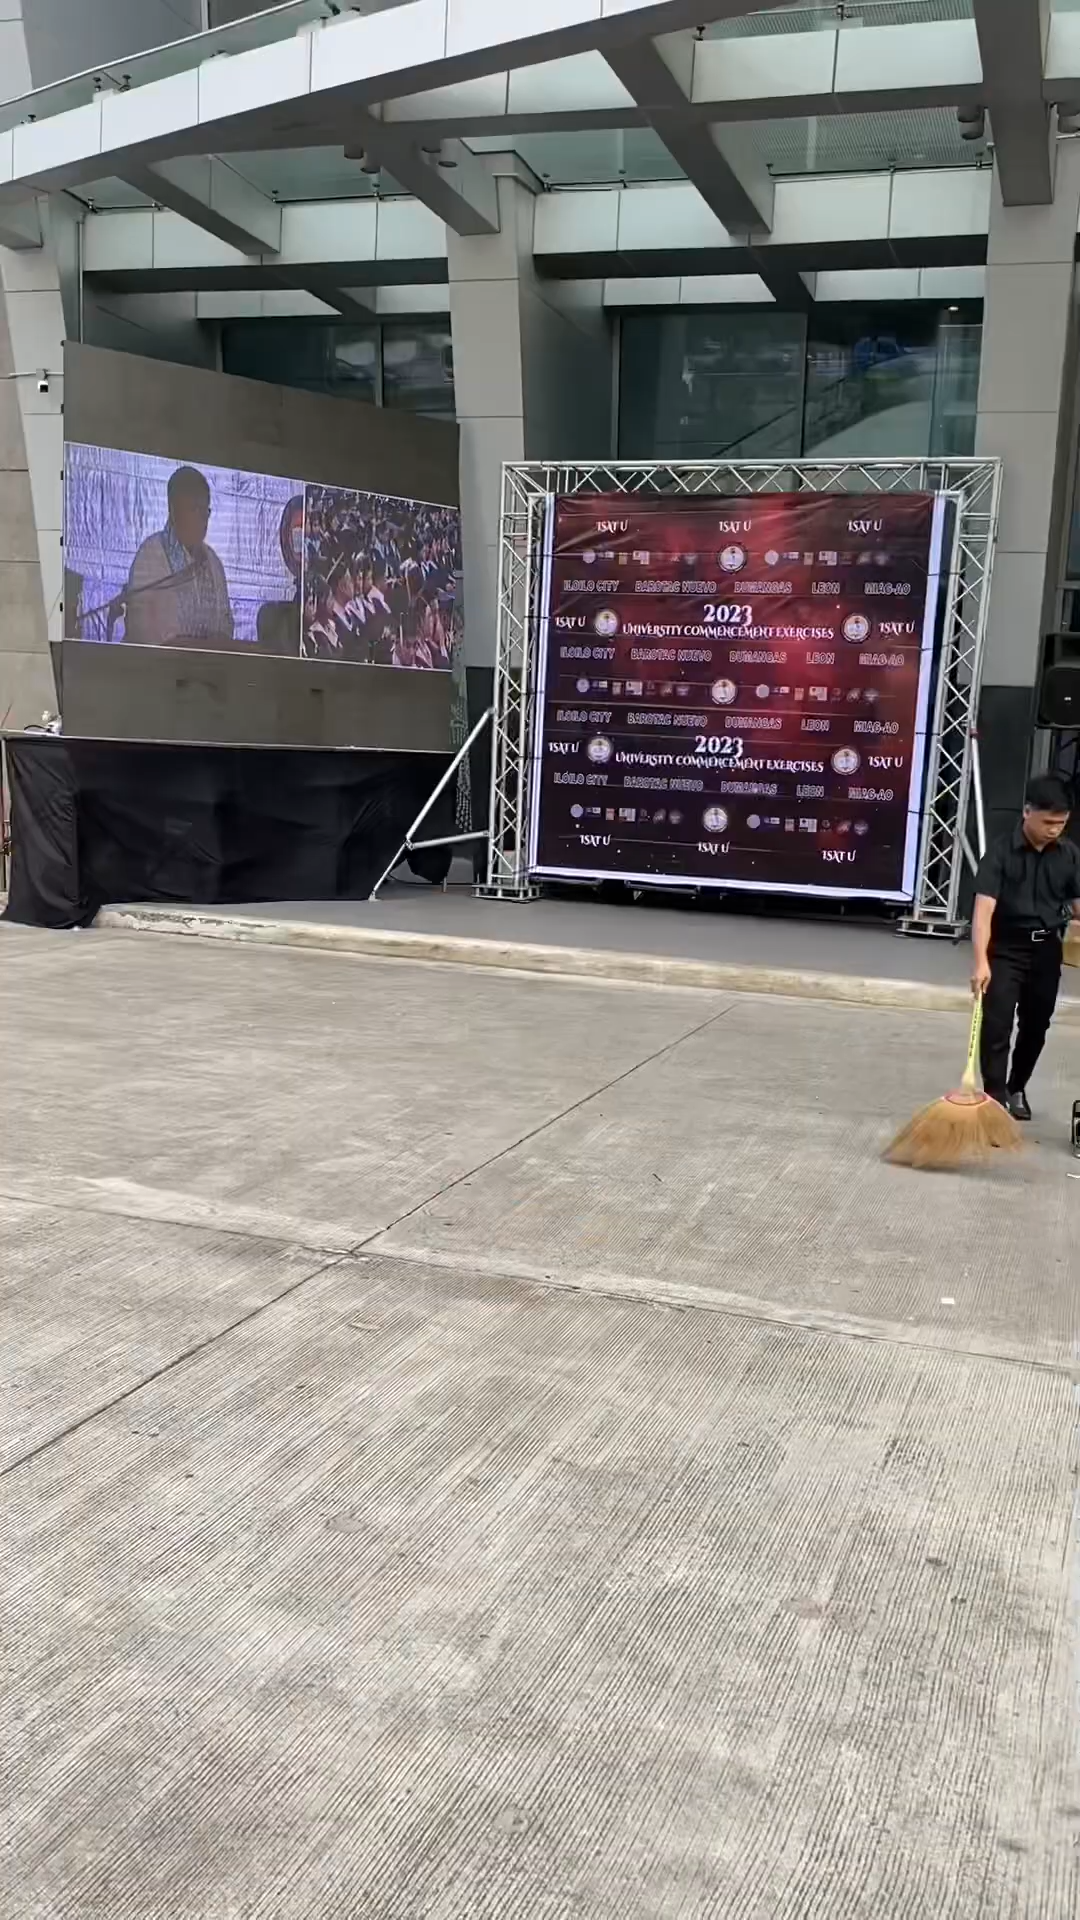 ISAT U ISAT U ISAT U
ILOILO CITY BAROTAC NUEVO DUMANGAS LEON MIAG-AO
2023
ISAT U UNIVERSITY COMMENCEMENT EXERCISES ISAT U
ILOILO CITY BAROTAC NUEVO DUMANGAS LEON MIAG-AO
ILOILO CITY BAROTAC NUEVO DUMANGAS LEON MIAG-AO
2023
ISAT U UNIVERSITY COMMENCEMENT EXERCISES ISAT U
ILOILO CITY BAROTAC NUEVO DUMANGAS LEON MIAG-AO
ISAT U ISAT U ISAT U